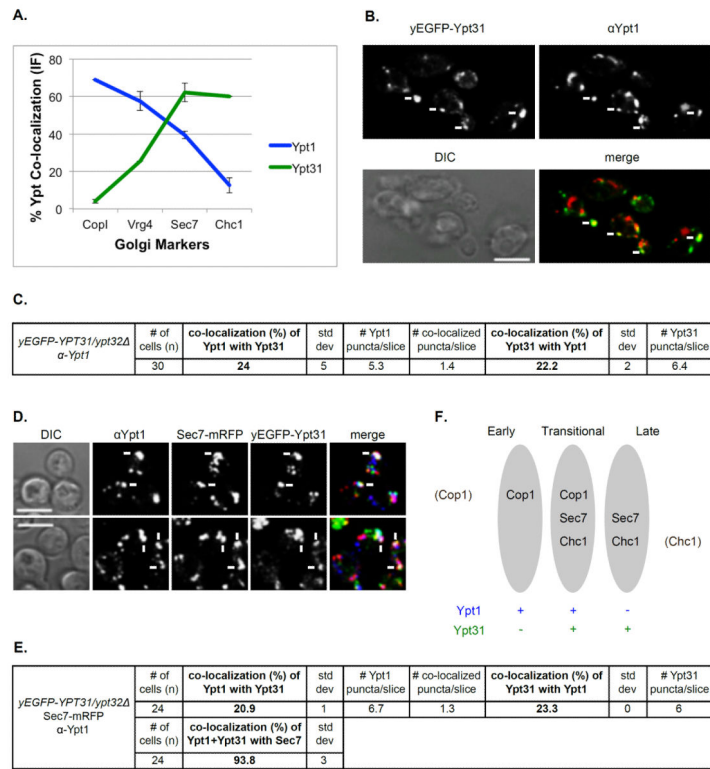 A.
% Ypt Co-localization (IF)
80
60
40
20
0
CopI Vrg4 Sec7 Chc1
Golgi Markers
Ypt1
Ypt31
B.
yEGFP-Ypt31 αYpt1
DIC merge
C.
yEGFP-YPT31/ypt32Δ
α-Ypt1
# of cells (n) co-localization (%) of Ypt1 with Ypt31 std dev # Ypt1 puncta/slice # co-localized puncta/slice co-localization (%) of Ypt31 with Ypt1 std dev # Ypt31 puncta/slice
30 24 5 5.3 1.4 22.2 2 6.4
D.
DIC αYpt1 Sec7-mRFP yEGFP-Ypt31 merge
F.
Early Transitional Late
(Cop1) Cop1 Cop1
Sec7 Sec7
Chc1 Chc1 (Chc1)
Ypt1 + + -
Ypt31 - + +
E.
yEGFP-YPT31/ypt32Δ
Sec7-mRFP
α-Ypt1
# of cells (n) co-localization (%) of Ypt1 with Ypt31 std dev # Ypt1 puncta/slice # co-localized puncta/slice co-localization (%) of Ypt31 with Ypt1 std dev # Ypt31 puncta/slice
24 20.9 1 6.7 1.3 23.3 0 6
# of cells (n) co-localization (%) of Ypt1+Ypt31 with Sec7 std dev
24 93.8 3